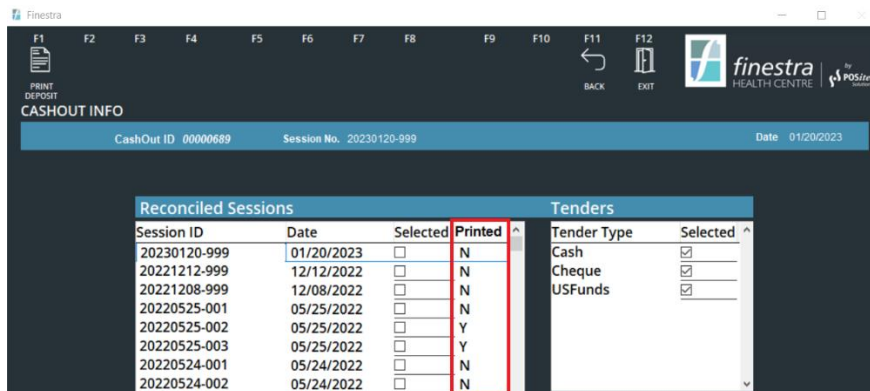 Finestra
F1 F2 F3 F4 F5 F6 F7 F8 F9 F10 F11 F12
PRINT DEPOSIT
BACK
EXIT
finestra
HEALTH CENTRE
by
POSite
Solutions
CASHOUT INFO
CashOut ID 00000689 Session No. 20230120-999 Date 01/20/2023
Reconciled Sessions
Session ID Date Selected Printed
20230120-999 01/20/2023 N
20221212-999 12/12/2022 N
20221208-999 12/08/2022 N
20220525-001 05/25/2022 N
20220525-002 05/25/2022 Y
20220525-003 05/25/2022 Y
20220524-001 05/24/2022 N
20220524-002 05/24/2022 N
Tenders
Tender Type Selected
Cash
Cheque
USFunds